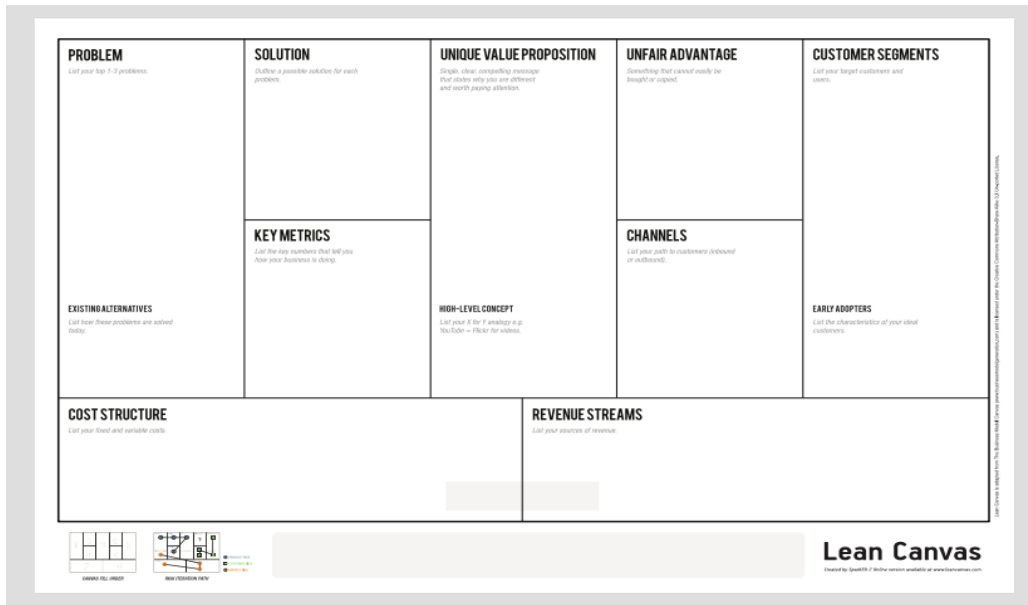 PROBLEM
List your top 1-3 problems.
EXISTING ALTERNATIVES
List how these problems are solved
today.
SOLUTION
Outline a possible solution for each
problem.
KEY METRICS
List the key numbers that tell you
how your business is doing.
UNIQUE VALUE PROPOSITION
Single, clear, compelling message
that states why you are different
and worth paying attention.
HIGH-LEVEL CONCEPT
List your X for Y analogy e.g.
YouTube = Flickr for videos.
UNFAIR ADVANTAGE
Something that cannot easily be
bought or copied.
CHANNELS
List your path to customers (inbound
or outbound).
CUSTOMER SEGMENTS
List your target customers and
users.
EARLY ADOPTERS
List the characteristics of your ideal
customers.
COST STRUCTURE
List your fixed and variable costs.
REVENUE STREAMS
List your sources of revenue.
CANVAS FILL ORDER
RISK ITERATION PATH
Lean Canvas